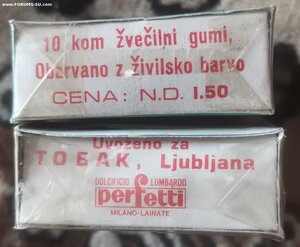 www.FORUMS-SU.com
10 kom žvečilni gumi,
Obarvano z živilsko barvo
CENA: N.D. 1.50
Uvoženo za
TOBAK, Ljubljana
DOLCIFICIO LOMBARDO
perfetti
MILANO-LAINATE